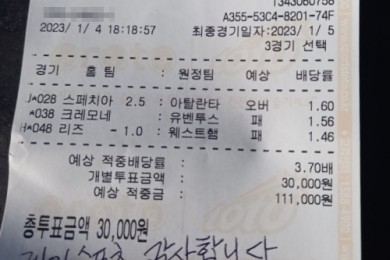 1343060758
A355-53C4-8201-74F
2023/ 1/ 4 18:18:57 최종경기일자:2023/ 1/ 5
3경기 선택
경기 홈 팀 : 원정팀 예상 배당률
*028 스페치아 2.5 : 아탈란타 오버 1.60
*038 크레모네 : 유벤투스 패 1.56
H*048 리즈 - 1.0 : 웨스트햄 패 1.46
예상 적중배당률 : 3.70배
개별투표금액 : 30,000원
예상 적중금 : 111,000원
총투표금액 30,000원
감사합니다